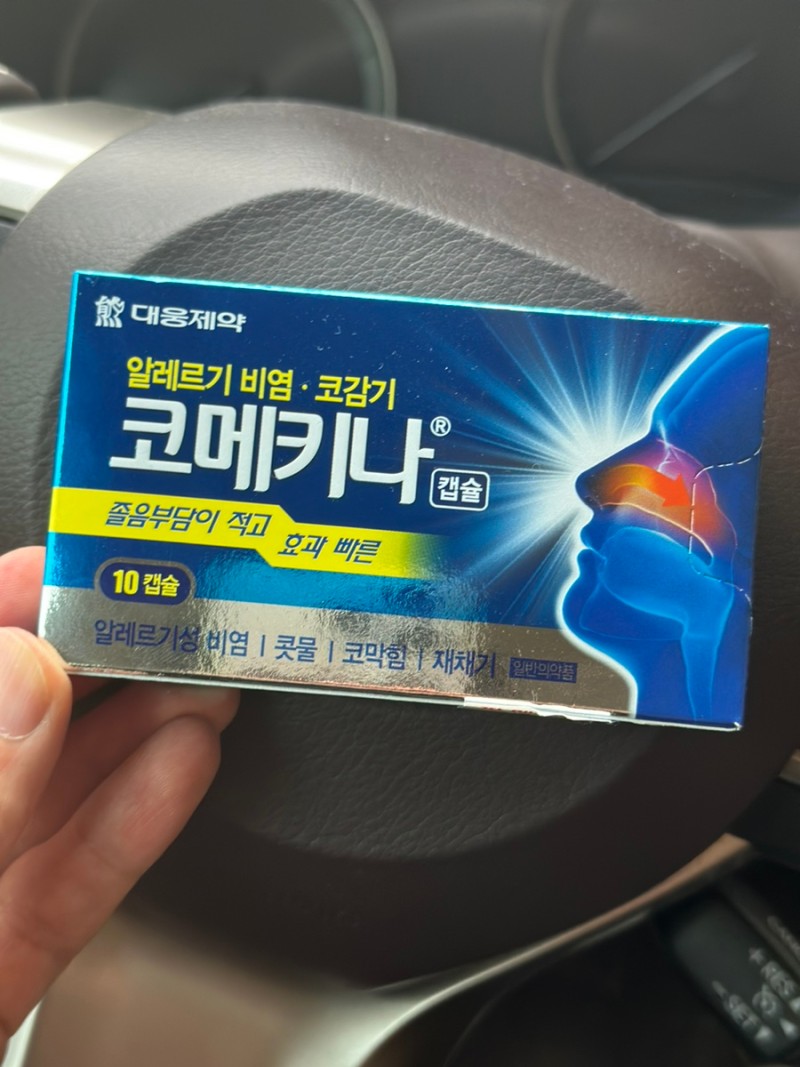 대웅제약
알레르기 비염 · 코감기
코메키나®
캡슐
졸음부담이 적고 효과 빠른
10 캡슐
알레르기성 비염 | 콧물 | 코막힘 | 재채기 일반의약품
+ RES
- SET